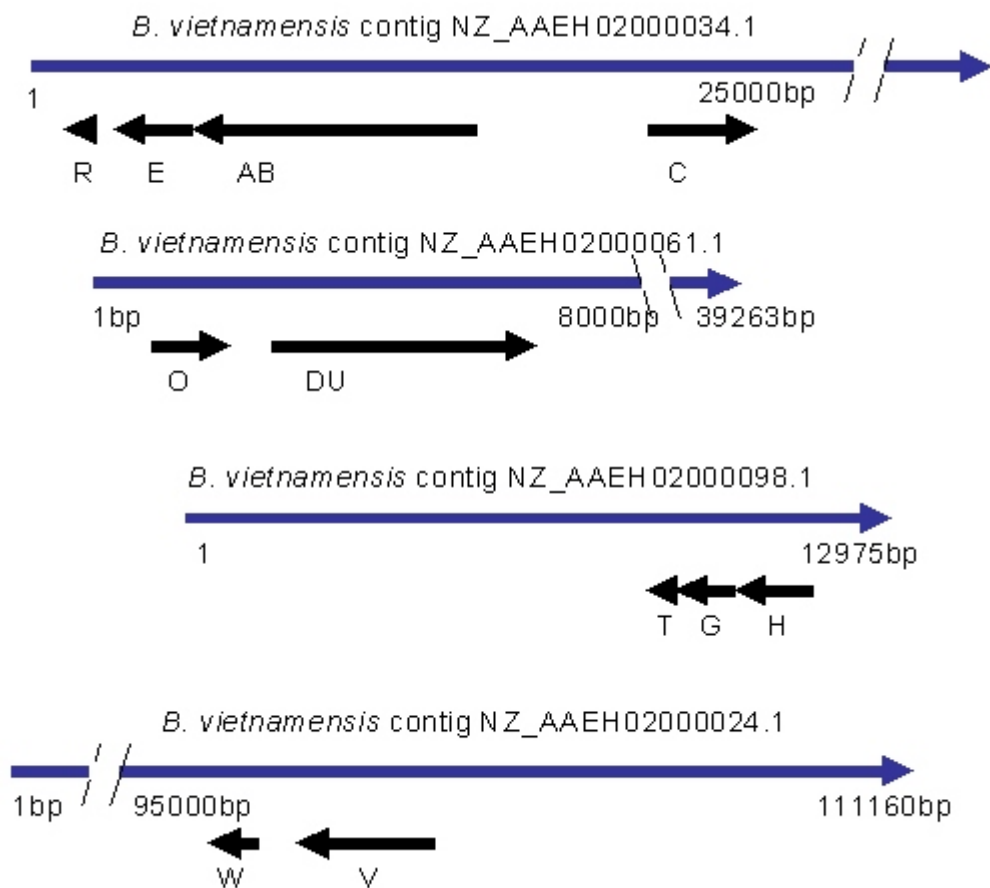 B. vietnamensis contig NZ_AAEH02000034.1
1 25000bp
R E AB C
B. vietnamensis contig NZ_AAEH02000061.1
1bp 8000bp 39263bp
O DU
B. vietnamensis contig NZ_AAEH02000098.1
1 12975bp
T G H
B. vietnamensis contig NZ_AAEH02000024.1
1bp 95000bp 111160bp
W V